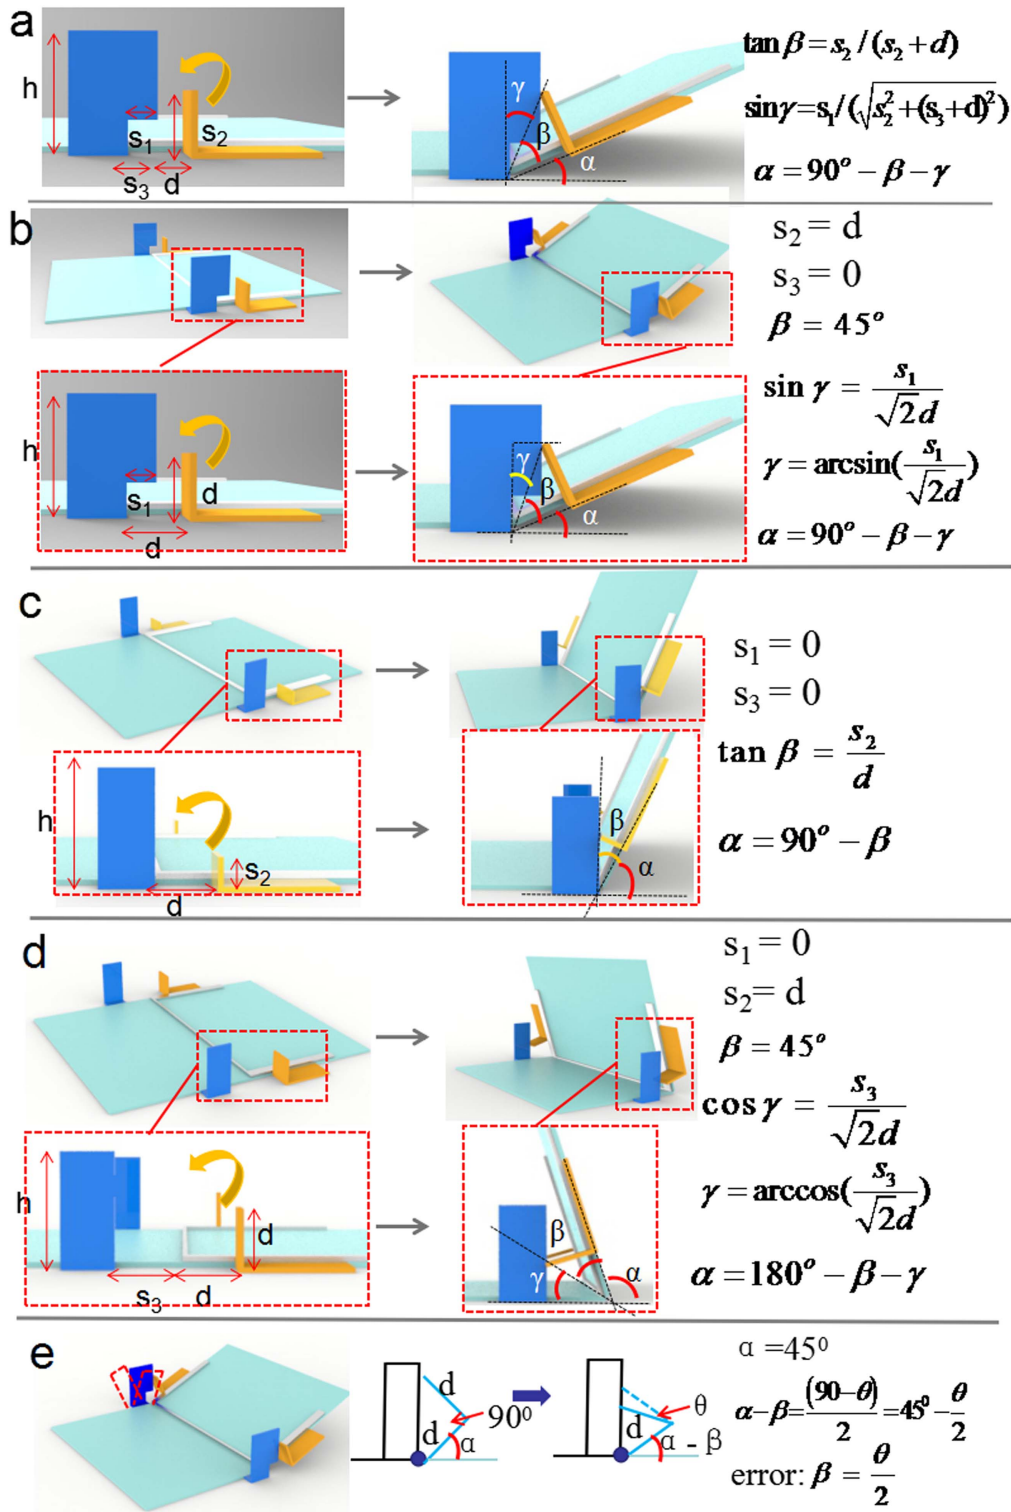 a
h
s₁
s₂
s₃
d
γ
β
α
tan β = s₂ /(s₂ + d)
sinγ=s₁/(√s₂²+(s₃+d)²)
α = 90° − β − γ
b
s₂ = d
s₃ = 0
β = 45°
h
s₁
d
d
γ
β
α
sin γ = s₁/√2d
γ = arcsin(s₁/√2d)
α = 90° − β − γ
c
s₁ = 0
s₃ = 0
h
s₂
d
β
α
tan β = s₂/d
α = 90° − β
d
s₁ = 0
s₂= d
β = 45°
h
d
s₃
d
β
γ
α
cos γ = s₃/√2d
γ = arccos(s₃/√2d)
α = 180° − β − γ
e
d
d
90⁰
α
d
θ
α - β
α =45⁰
α−β=(90−θ)/2=45⁰−θ/2
error: β = θ/2